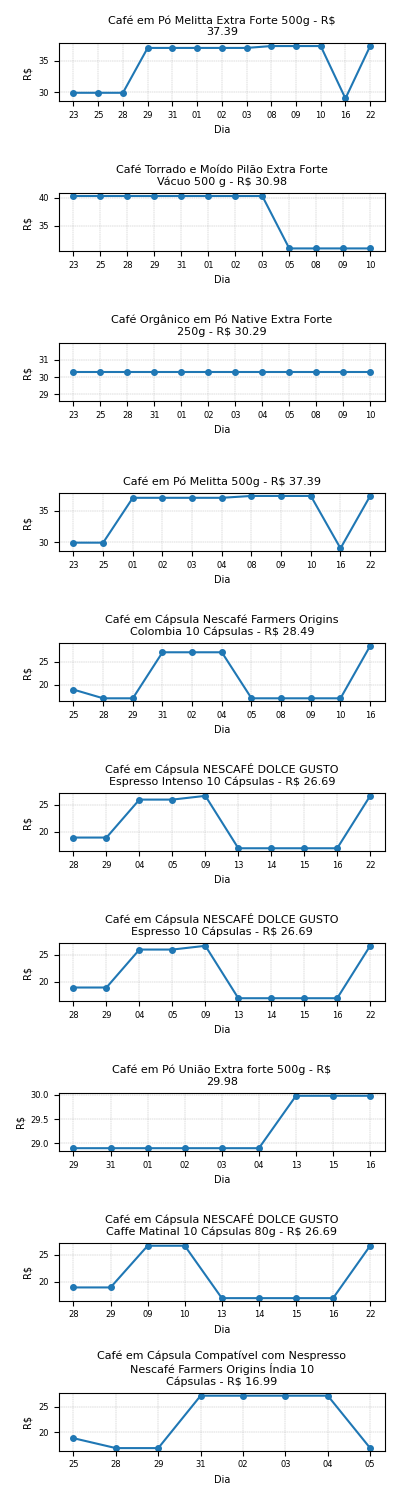 Café em Pó Melitta Extra Forte 500g - R$
37.39
35
30
R$
23 25 28 29 31 01 02 03 08 09 10 16 22
Dia
Café Torrado e Moído Pilão Extra Forte
Vácuo 500 g - R$ 30.98
40
35
R$
23 25 28 29 31 01 02 03 05 08 09 10
Dia
Café Orgânico em Pó Native Extra Forte
250g - R$ 30.29
31
30
29
R$
23 25 28 31 01 02 03 04 05 08 09 10
Dia
Café em Pó Melitta 500g - R$ 37.39
35
30
R$
23 25 01 02 03 04 08 09 10 16 22
Dia
Café em Cápsula Nescafé Farmers Origins
Colombia 10 Cápsulas - R$ 28.49
25
20
R$
25 28 29 31 02 04 05 08 09 10 16
Dia
Café em Cápsula NESCAFÉ DOLCE GUSTO
Espresso Intenso 10 Cápsulas - R$ 26.69
25
20
R$
28 29 04 05 09 13 14 15 16 22
Dia
Café em Cápsula NESCAFÉ DOLCE GUSTO
Espresso 10 Cápsulas - R$ 26.69
25
20
R$
28 29 04 05 09 13 14 15 16 22
Dia
Café em Pó União Extra forte 500g - R$
29.98
30.0
29.5
29.0
R$
29 31 01 02 03 04 13 15 16
Dia
Café em Cápsula NESCAFÉ DOLCE GUSTO
Caffe Matinal 10 Cápsulas 80g - R$ 26.69
25
20
R$
28 29 09 10 13 14 15 16 22
Dia
Café em Cápsula Compatível com Nespresso
Nescafé Farmers Origins Índia 10
Cápsulas - R$ 16.99
25
20
R$
25 28 29 31 02 03 04 05
Dia